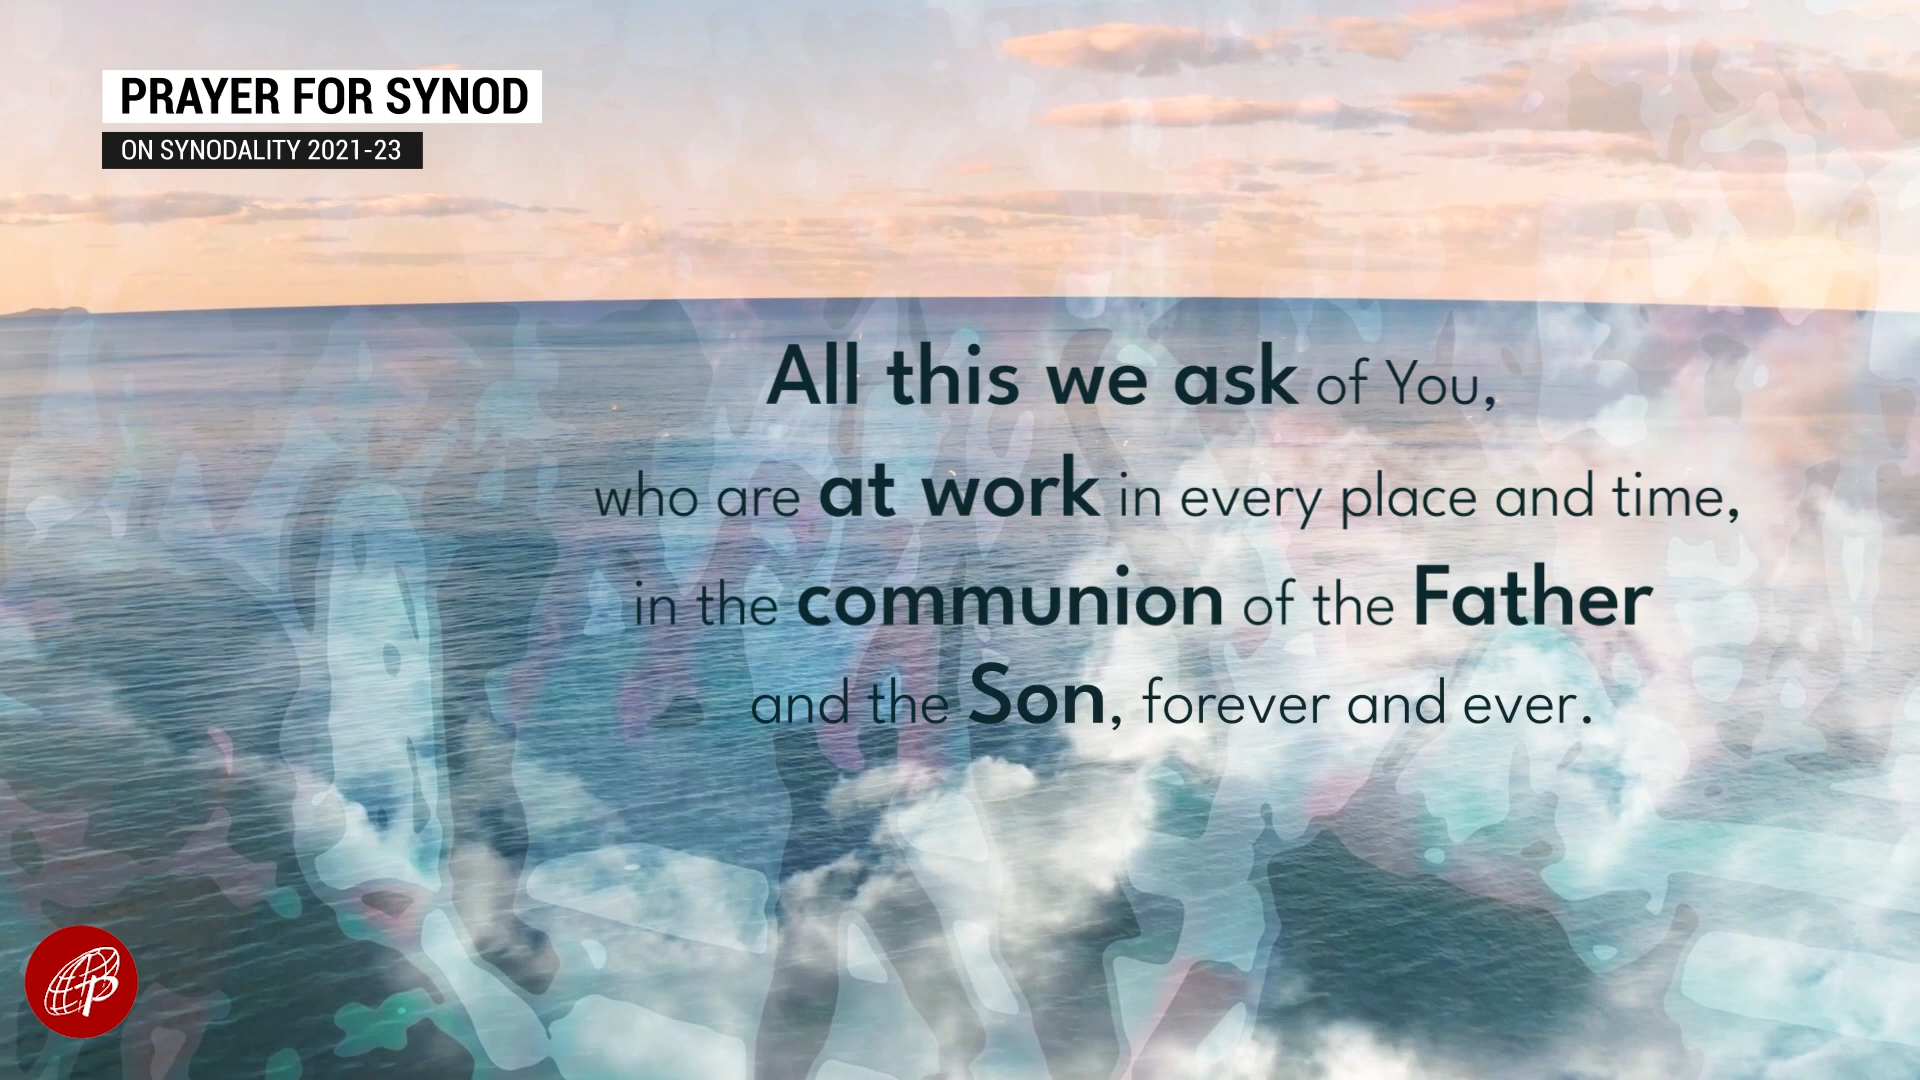 PRAYER FOR SYNOD
ON SYNODALITY 2021-23
All this we ask of You,
who are at work in every place and time,
in the communion of the Father
and the Son, forever and ever.